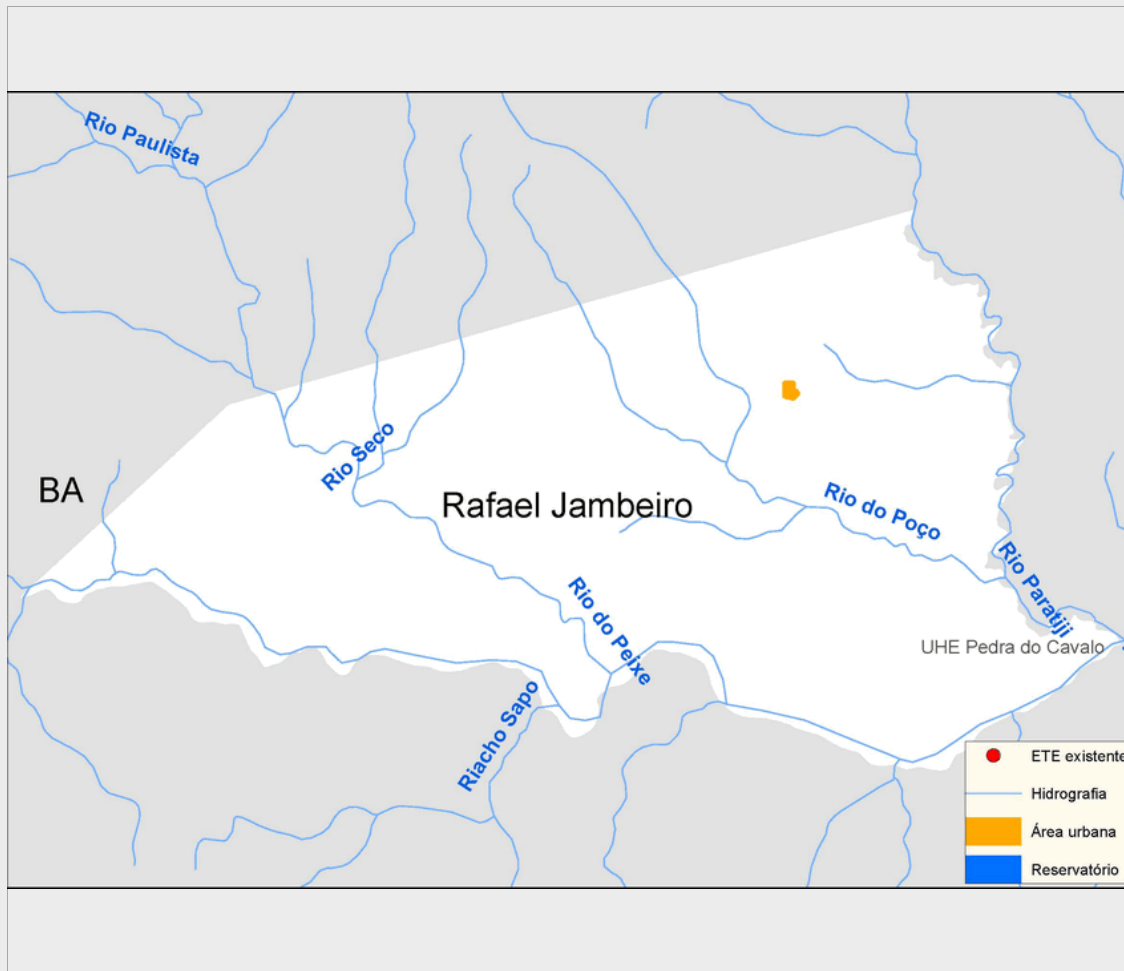 Rio Paulista
Rio Seco
BA
Rafael Jambeiro
Rio do Poço
Rio Paratiji
Rio do Peixe
UHE Pedra do Cavalo
Riacho Sapo
ETE existente
Hidrografia
Área urbana
Reservatório